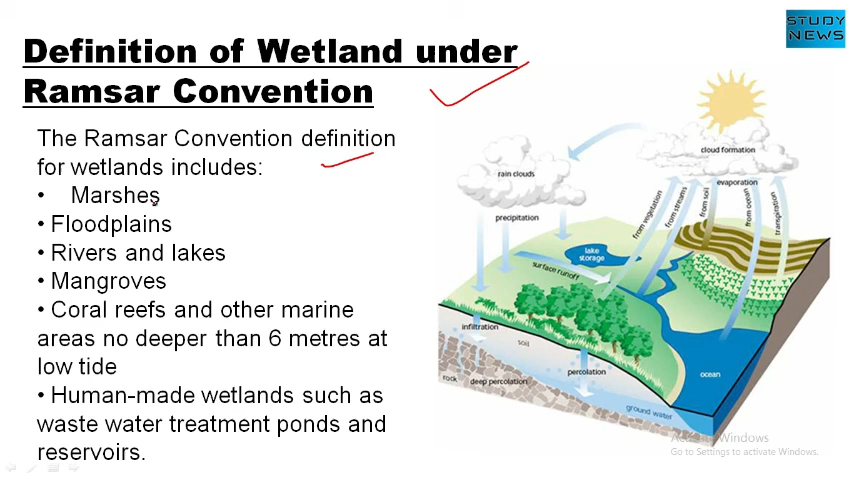 STUDY
NEWS
Definition of Wetland under
Ramsar Convention
The Ramsar Convention definition
for wetlands includes:
• Marshes
• Floodplains
• Rivers and lakes
• Mangroves
• Coral reefs and other marine
areas no deeper than 6 metres at
low tide
• Human-made wetlands such as
waste water treatment ponds and
reservoirs.
cloud formation
rain clouds
evaporation
precipitation
from vegetation
from streams
from soil
from ocean
transpiration
lake
storage
surface runoff
infiltration
soil
percolation
rock
deep percolation
ground water
ocean
Activate Windows
Go to Settings to activate Windows.